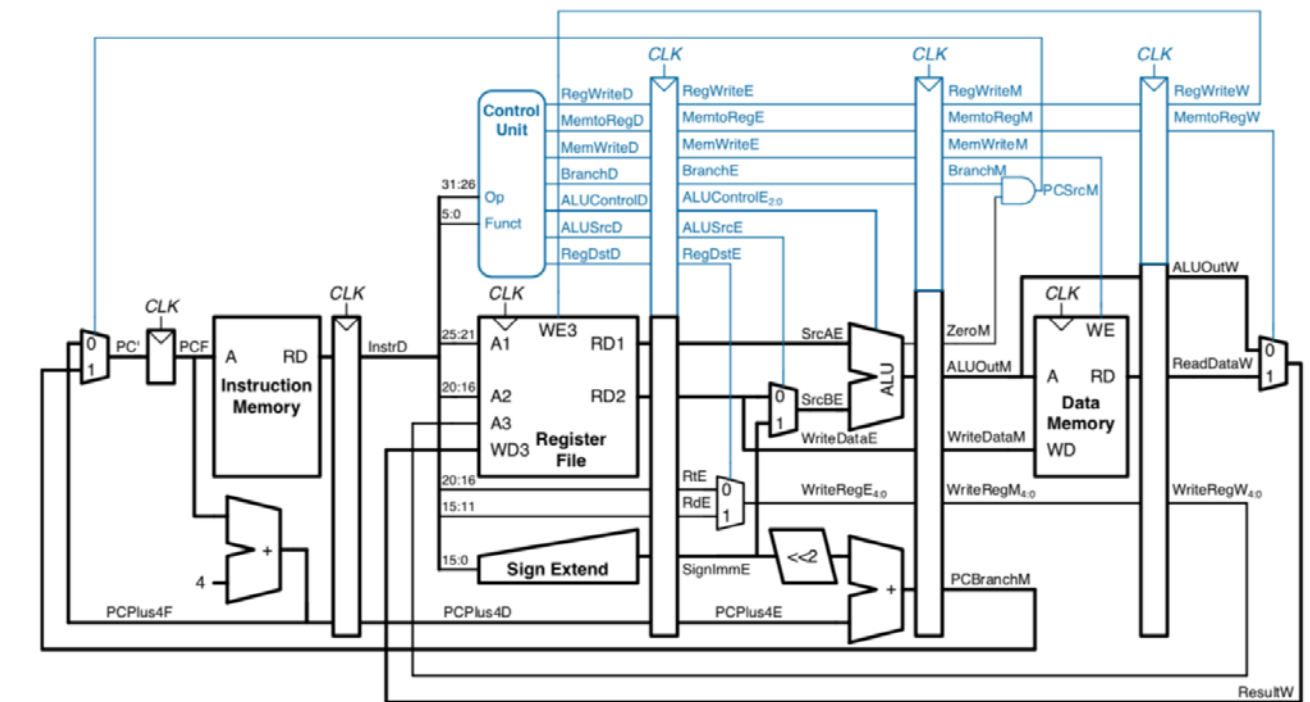 CLK CLK CLK
Control Unit
RegWriteD RegWriteE RegWriteM RegWriteW
MemtoRegD MemtoRegE MemtoRegM MemtoRegW
MemWriteD MemWriteE MemWriteM
BranchD BranchE BranchM PCSrcM
31:26 Op ALUControlD ALUControlE2:0
5:0 Funct ALUSrcD ALUSrcE
RegDstD RegDstE
CLK CLK CLK CLK
ALUOutW
0 1 PC' PCF
A RD
Instruction Memory
InstrD
25:21 A1 WE3 RD1 SrcAE
ZeroM
WE
20:16 A2 RD2 0 1 SrcBE
ALU
ALUOutM
A RD
Data Memory
ReadDataW
0 1
A3
WD3
Register File
WriteDataE WriteDataM WD
20:16 RtE 0
15:11 RdE 1
WriteRegE4:0 WriteRegM4:0 WriteRegW4:0
+
4
15:0 Sign Extend SignImmE <<2
+
PCBranchM
PCPlus4F PCPlus4D PCPlus4E
ResultW